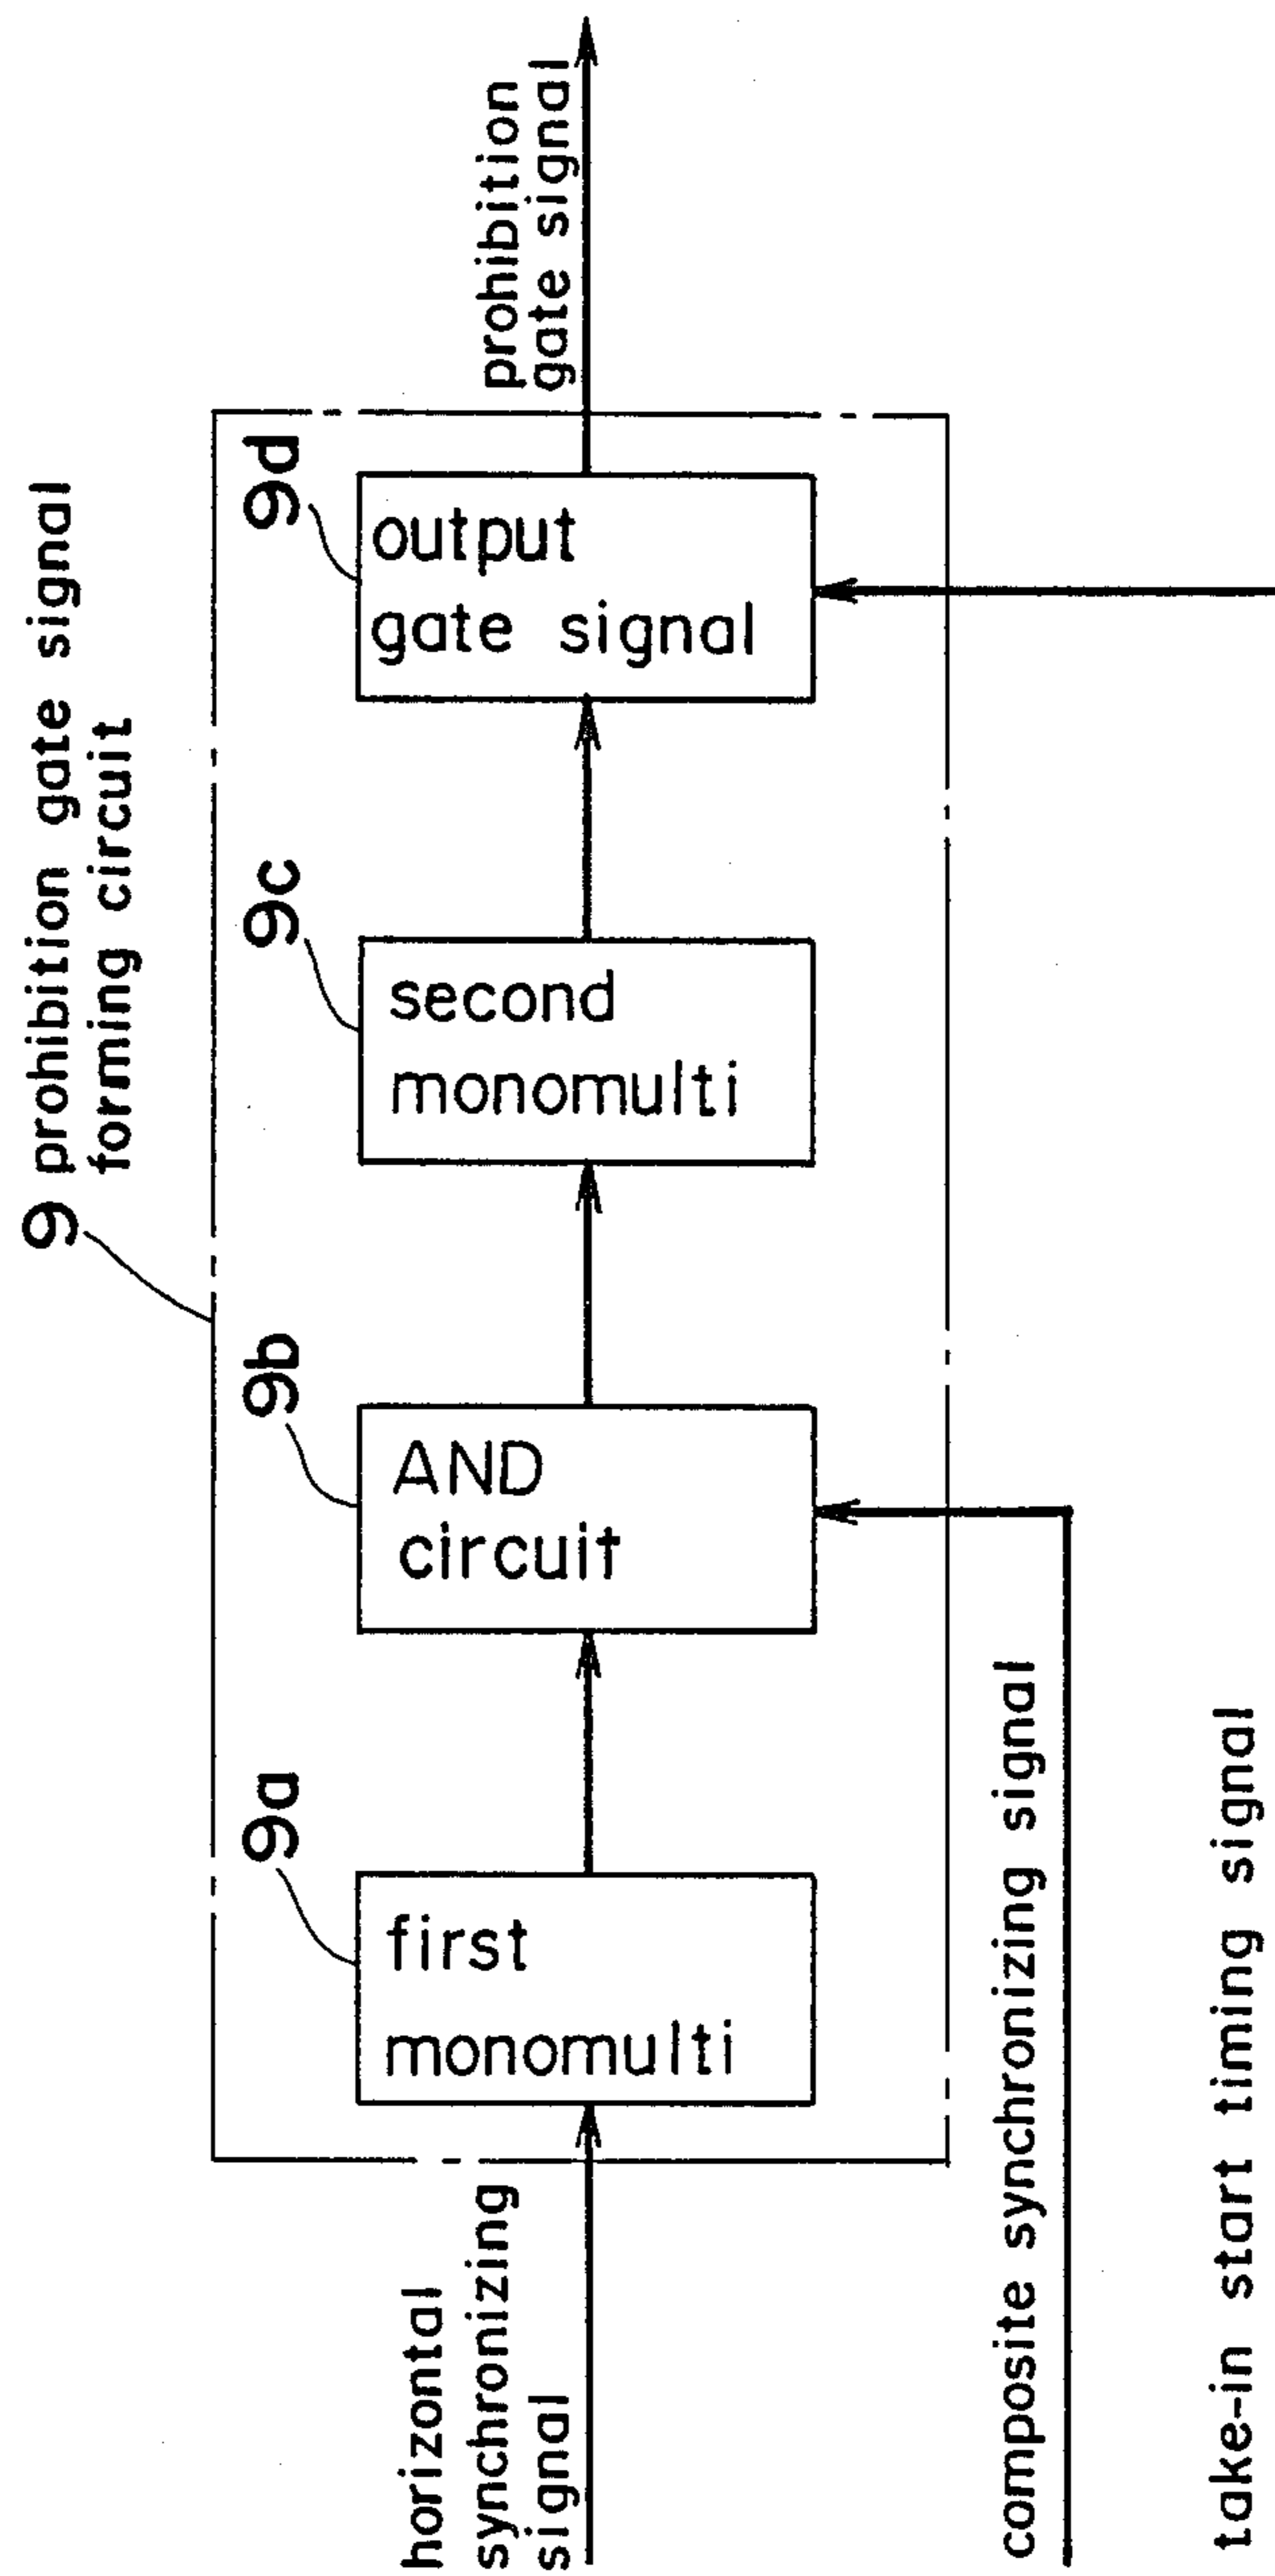 9 prohibition gate signal
forming circuit
9a
9b
9c
9d
first
monomulti
AND
circuit
second
monomulti
output
gate signal
horizontal
synchronizing
signal
prohibition
gate signal
composite synchronizing signal
take-in start timing signal